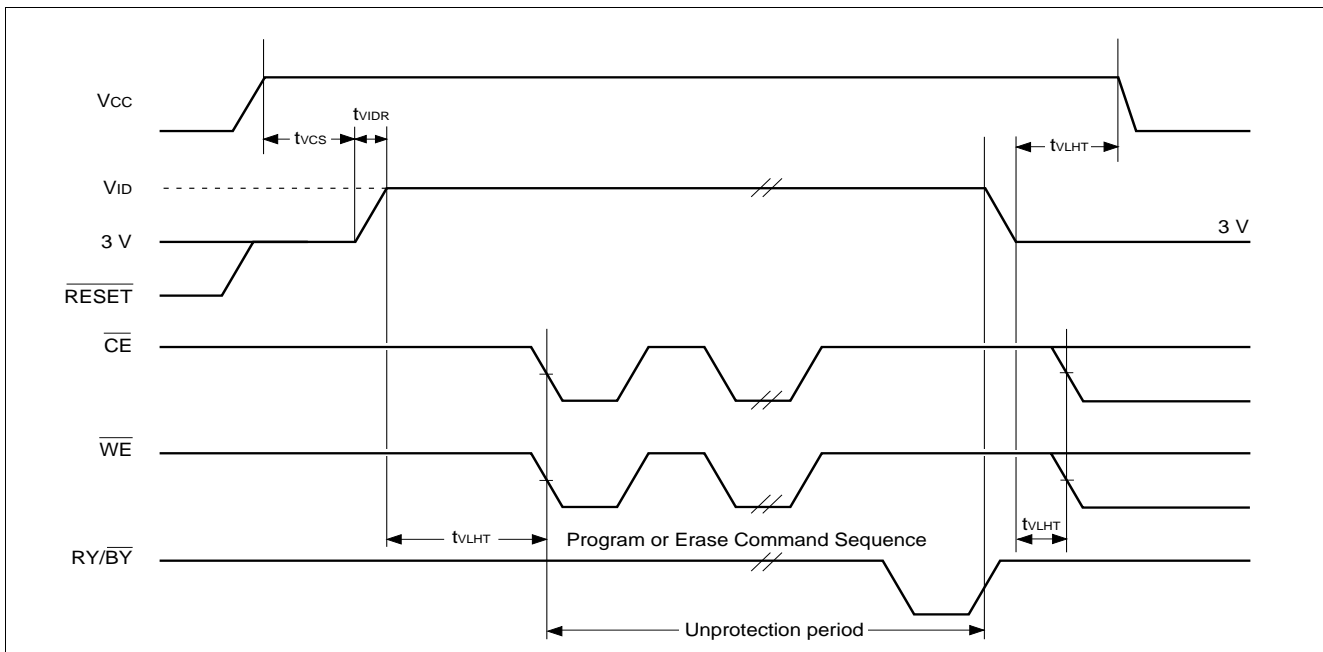 VCC
tVIDR
tVCS
tVLHT
VID
3 V
3 V
RESET
CE
WE
tVLHT
Program or Erase Command Sequence
tVLHT
RY/BY
Unprotection period